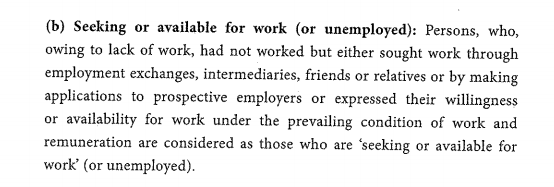 (b) Seeking or available for work (or unemployed): Persons, who,
owing to lack of work, had not worked but either sought work through
employment exchanges, intermediaries, friends or relatives or by making
applications to prospective employers or expressed their willingness
or availability for work under the prevailing condition of work and
remuneration are considered as those who are ‘seeking or available for
work’ (or unemployed).